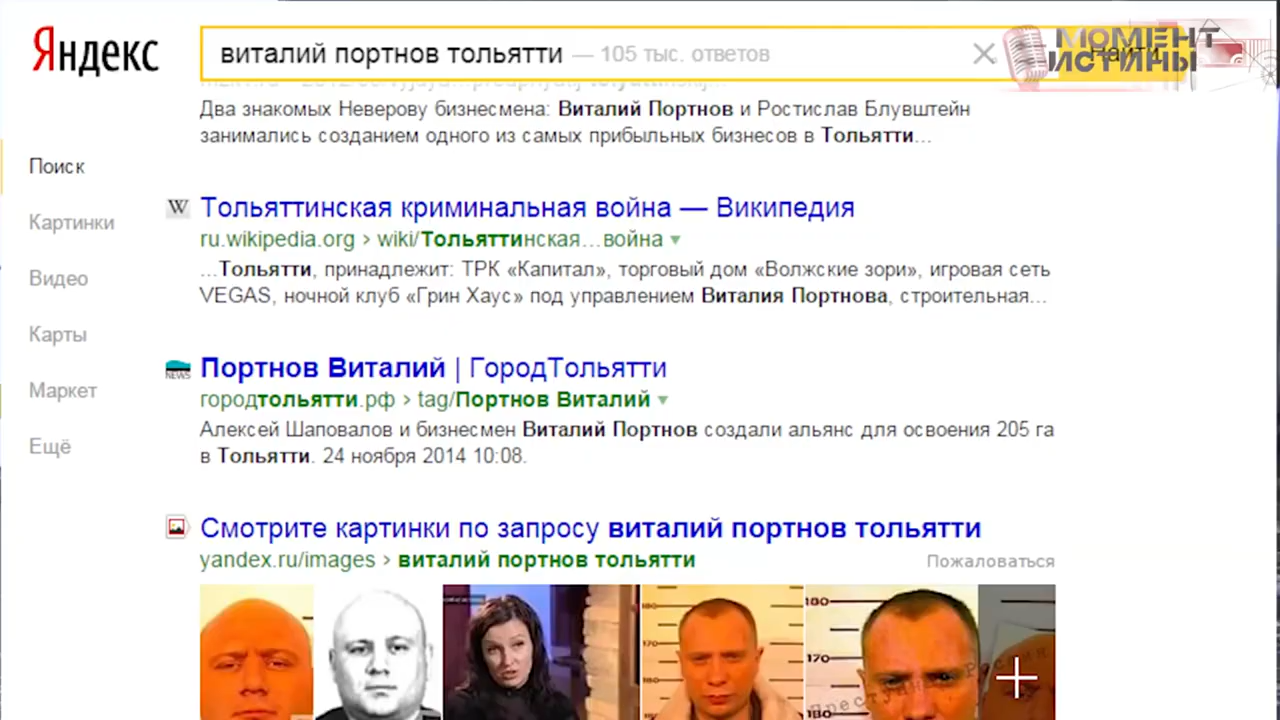 Яндекс
виталий портнов тольятти — 105 тыс. ответов
Найти
МОМЕНТ
ИСТИНЫ
Два знакомых Неверову бизнесмена: Виталий Портнов и Ростислав Блувштейн
занимались созданием одного из самых прибыльных бизнесов в Тольятти...
Поиск
Картинки
Видео
Карты
Маркет
Ещё
W Тольяттинская криминальная война — Википедия
ru.wikipedia.org › wiki/Тольяттинская...война
...Тольятти, принадлежит: ТРК «Капитал», торговый дом «Волжские зори», игровая сеть
VEGAS, ночной клуб «Грин Хаус» под управлением Виталия Портнова, строительная...
NEWS Портнов Виталий | ГородТольятти
городтольятти.рф › tag/Портнов Виталий
Алексей Шаповалов и бизнесмен Виталий Портнов создали альянс для освоения 205 га
в Тольятти. 24 ноября 2014 10:08.
Смотрите картинки по запросу виталий портнов тольятти
yandex.ru/images › виталий портнов тольятти
Пожаловаться
180
170
180
170
180